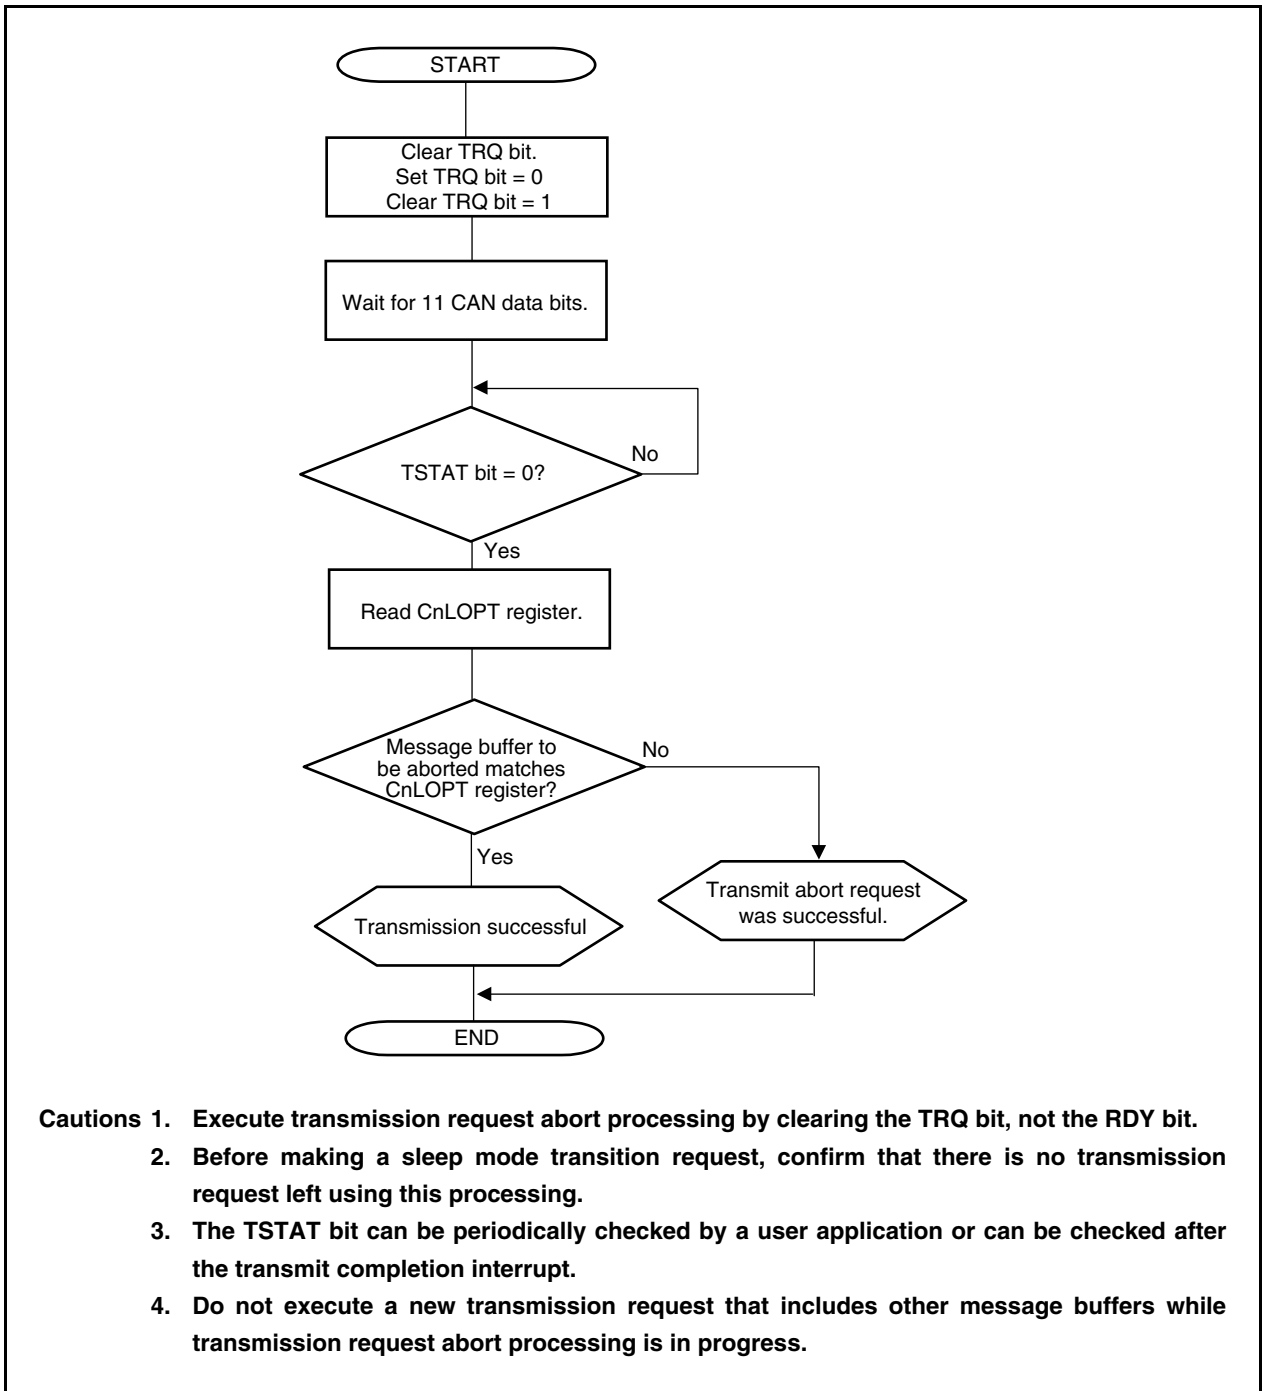 START
Clear TRQ bit.
Set TRQ bit = 0
Clear TRQ bit = 1
Wait for 11 CAN data bits.
No
TSTAT bit = 0?
Yes
Read CnLOPT register.
Message buffer to
be aborted matches
CnLOPT register?
No
Yes
Transmit abort request
was successful.
Transmission successful
END
Cautions 1. Execute transmission request abort processing by clearing the TRQ bit, not the RDY bit.
2. Before making a sleep mode transition request, confirm that there is no transmission
request left using this processing.
3. The TSTAT bit can be periodically checked by a user application or can be checked after
the transmit completion interrupt.
4. Do not execute a new transmission request that includes other message buffers while
transmission request abort processing is in progress.